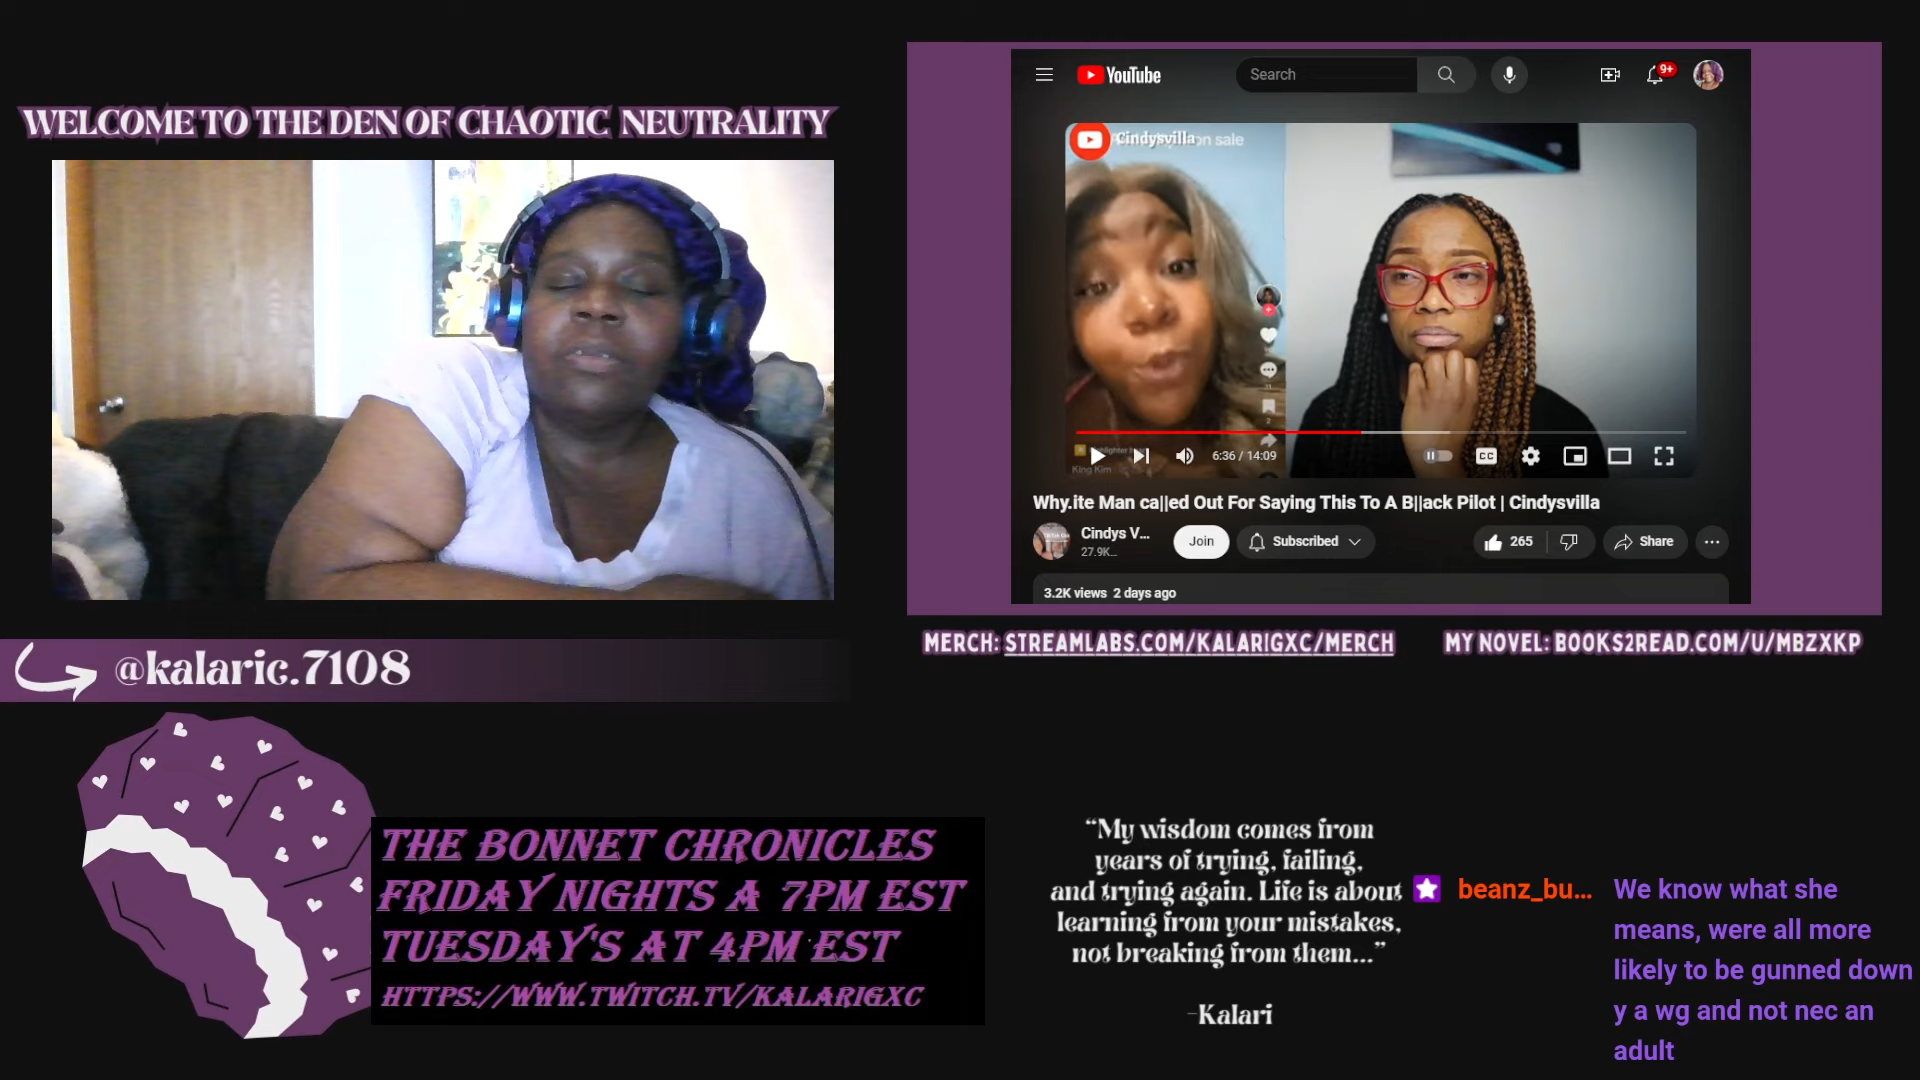 WELCOME TO THE DEN OF CHAOTIC NEUTRALITY
YouTube
Search
9+
Cindysvilla
on sale
King Kim
6:36 / 14:09
CC
Why.ite Man ca||ed Out For Saying This To A B||ack Pilot | Cindysvilla
Cindys V...
27.9K...
Join
Subscribed
265
Share
3.2K views 2 days ago
MERCH: STREAMLABS.COM/KALARIGXC/MERCH
MY NOVEL: BOOKS2READ.COM/U/MBZXKP
@kalaric.7108
THE BONNET CHRONICLES
FRIDAY NIGHTS A 7PM EST
TUESDAY'S AT 4PM EST
HTTPS://WWW.TWITCH.TV/KALARIGXC
“My wisdom comes from
years of trying, failing,
and trying again. Life is about
learning from your mistakes,
not breaking from them...”
-Kalari
beanz_bu...
We know what she
means, were all more
likely to be gunned down
y a wg and not nec an
adult